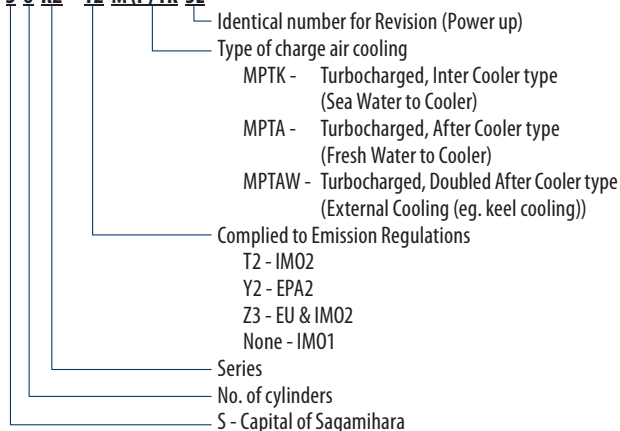 M (P) TK
Identical number for Revision (Power up)
Type of charge air cooling
MPTK - Turbocharged, Inter Cooler type
(Sea Water to Cooler)
MPTA - Turbocharged, After Cooler type
(Fresh Water to Cooler)
MPTAW - Turbocharged, Doubled After Cooler type
(External Cooling (eg. keel cooling))
Complied to Emission Regulations
T2 - IMO2
Y2 - EPA2
Z3 - EU & IMO2
None - IMO1
Series
No. of cylinders
S - Capital of Sagamihara